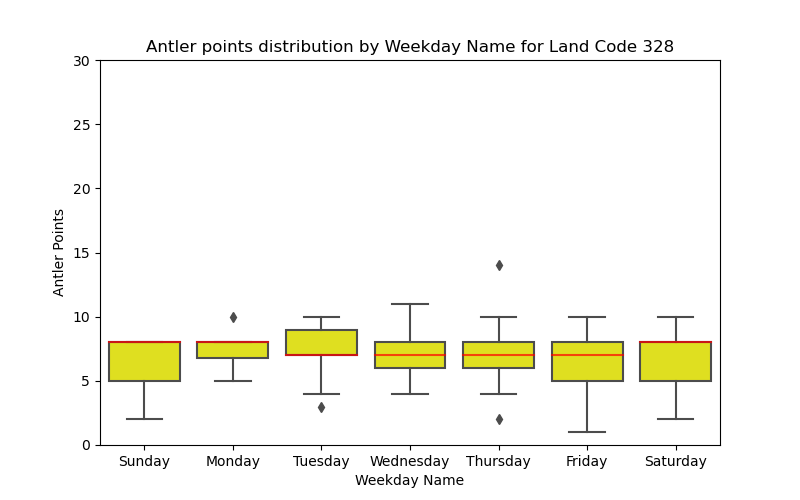 Antler points distribution by Weekday Name for Land Code 328
30
25
20
15
10
5
0
Antler Points
Sunday Monday Tuesday Wednesday Thursday Friday Saturday
Weekday Name